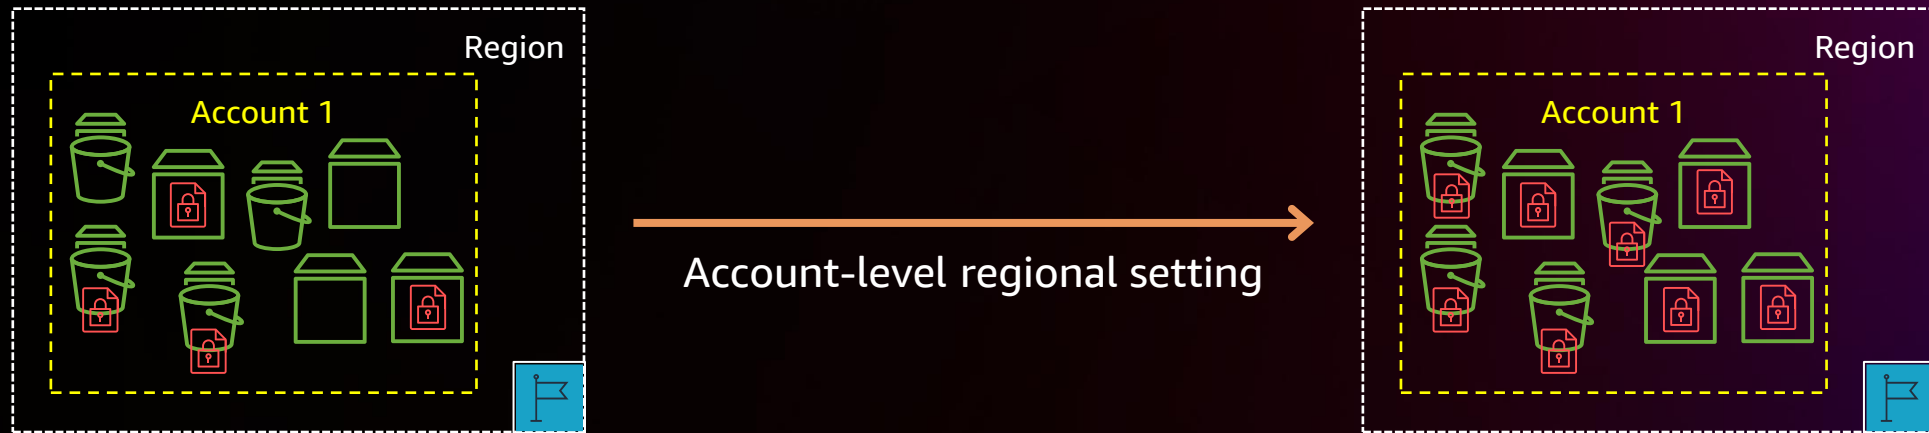 Region
Account 1
Account-level regional setting
Region
Account 1